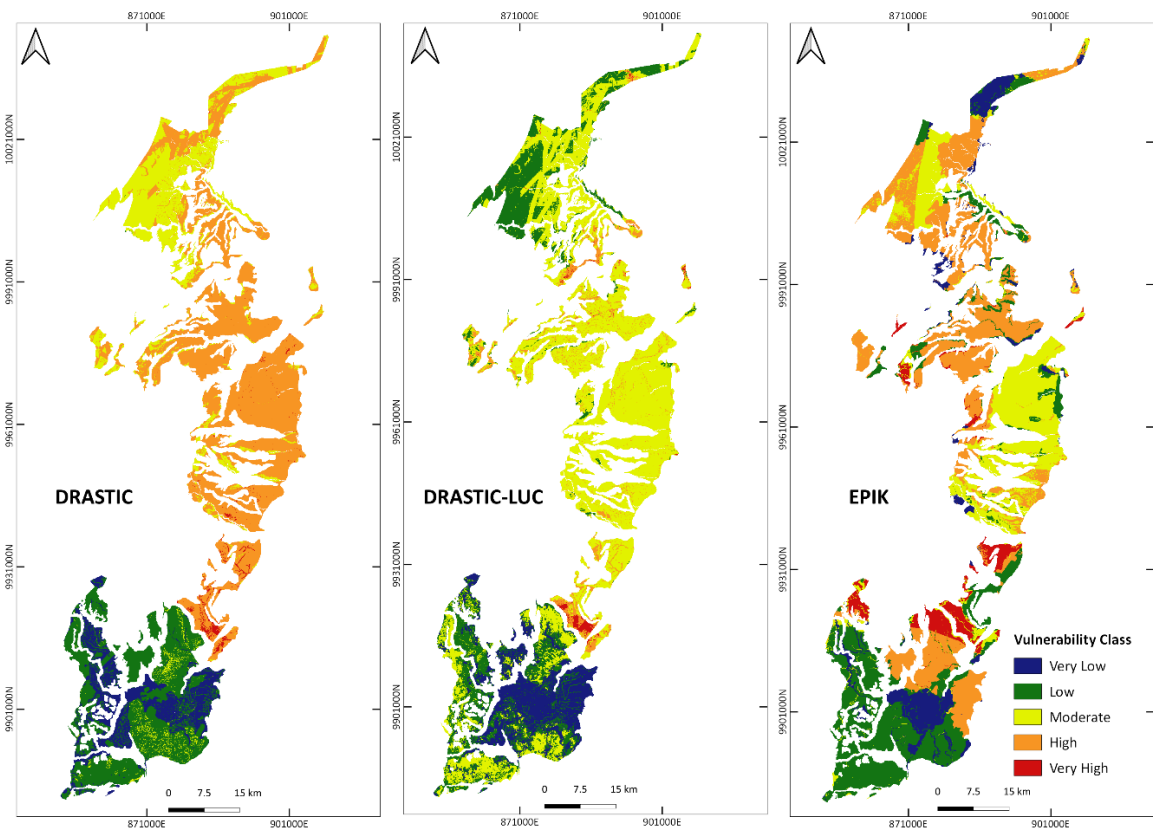 871000E 901000E 871000E 901000E 871000E 901000E
10021000N 10021000N 10021000N
9991000N 9991000N 9991000N
9961000N 9961000N 9961000N
DRASTIC DRASTIC-LUC EPIK
9931000N 9931000N 9931000N
Vulnerability Class
Very Low
Low
Moderate
High
Very High
9901000N 9901000N 9901000N
0 7.5 15 km 0 7.5 15 km 0 7.5 15 km
871000E 901000E 871000E 901000E 871000E 901000E